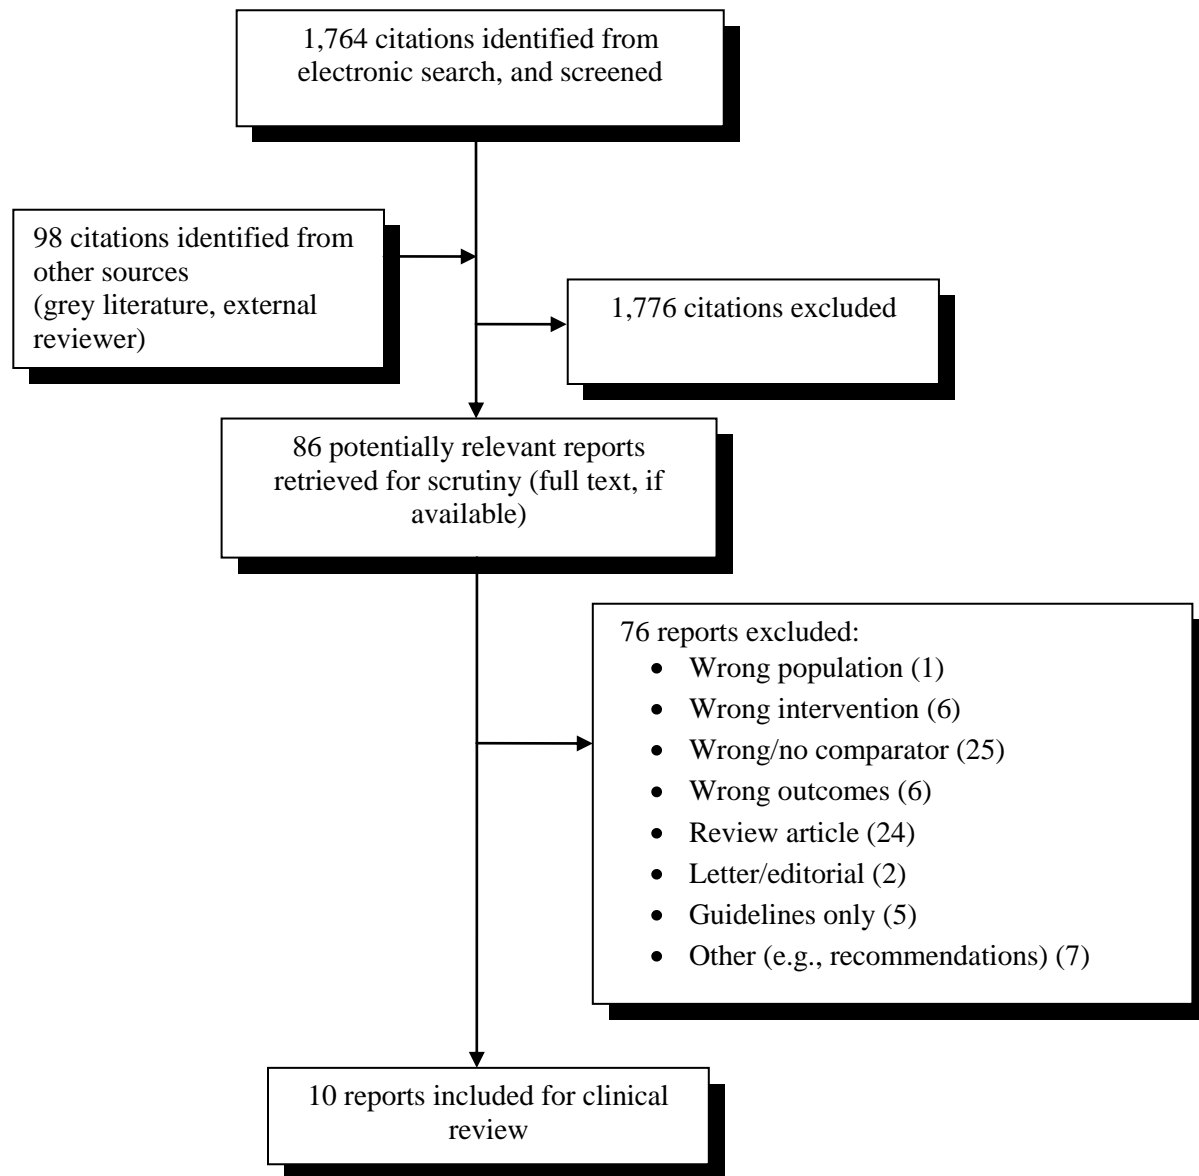 1,764 citations identified from
electronic search, and screened
98 citations identified from
other sources
(grey literature, external
reviewer)
1,776 citations excluded
86 potentially relevant reports
retrieved for scrutiny (full text, if
available)
76 reports excluded:
• Wrong population (1)
• Wrong intervention (6)
• Wrong/no comparator (25)
• Wrong outcomes (6)
• Review article (24)
• Letter/editorial (2)
• Guidelines only (5)
• Other (e.g., recommendations) (7)
10 reports included for clinical
review